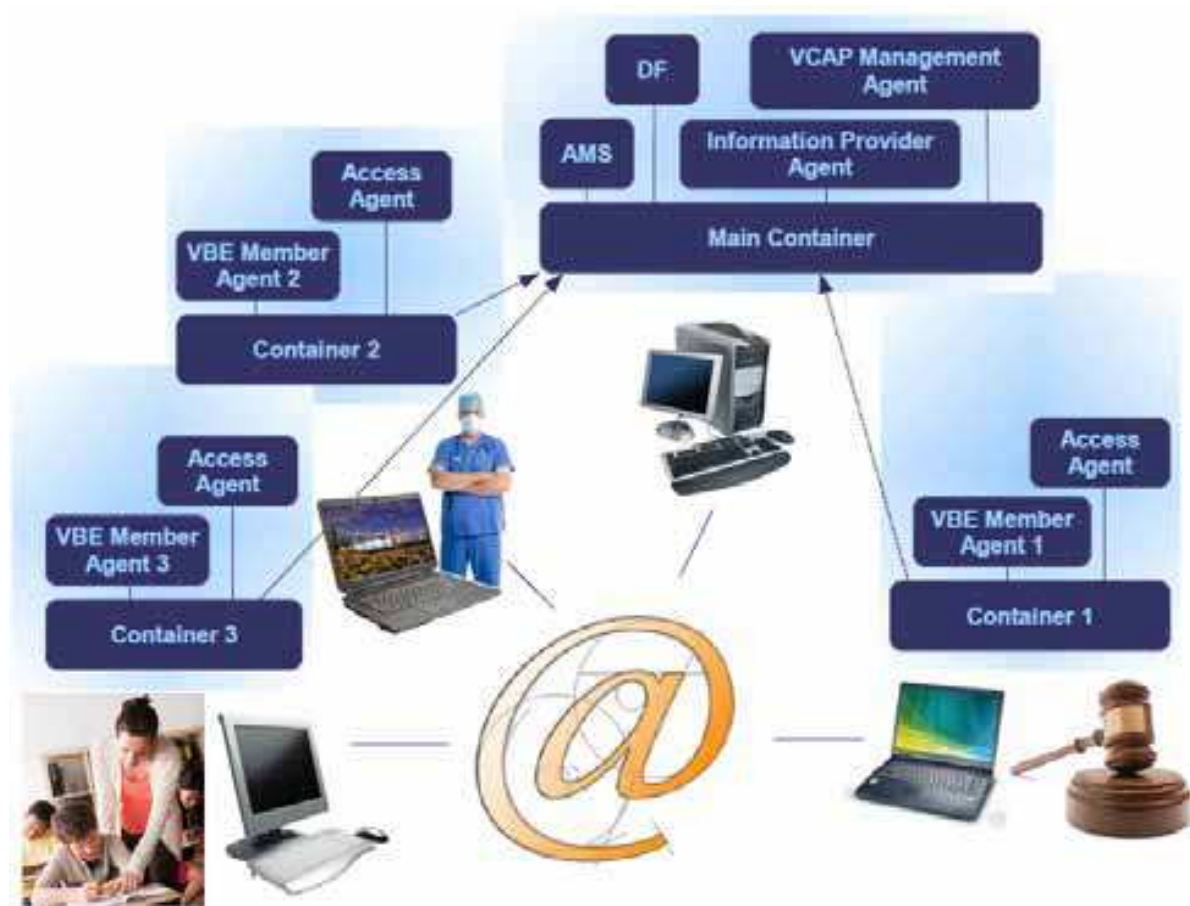 DF
VCAP Management
Agent
AMS
Information Provider
Agent
Main Container
Access
Agent
VBE Member
Agent 2
Container 2
Access
Agent
VBE Member
Agent 3
Container 3
Access
Agent
VBE Member
Agent 1
Container 1
@